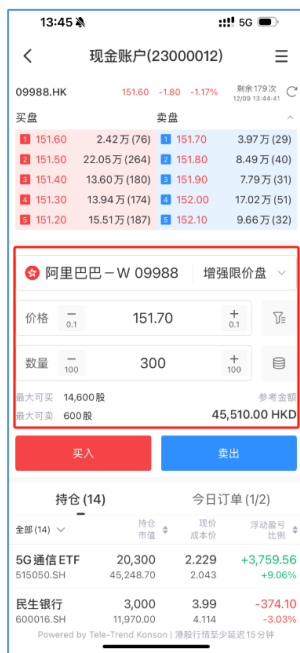 13:45 5G
现金账户(23000012)
09988.HK 151.60 -1.80 -1.17% 剩余179次
12/09 13:44:41
买盘 卖盘
1 151.60 2.42万(76) 1 151.70 3.97万(29)
2 151.50 22.05万(264) 2 151.80 8.49万(40)
3 151.40 13.60万(180) 3 151.90 7.79万(31)
4 151.30 13.94万(174) 4 152.00 17.02万(51)
5 151.20 15.51万(187) 5 152.10 9.66万(32)
阿里巴巴－W 09988 增强限价盘
价格 － 0.1 151.70 + 0.1
数量 － 100 300 + 100
最大可买 14,600股 参考金额
最大可卖 600股 45,510.00 HKD
买入 卖出
持仓(14) 今日订单(1/2)
全部(14) 持仓 现价 浮动盈亏
市值 成本价 比例
5G通信ETF 20,300 2.229 +3,759.56
515050.SH 45,248.70 2.043 +9.06%
民生银行 3,000 3.99 -374.10
600016.SH 11,970.00 4.114 -3.03%
Powered by Tele-Trend Konson | 港股行情至少延迟15分钟